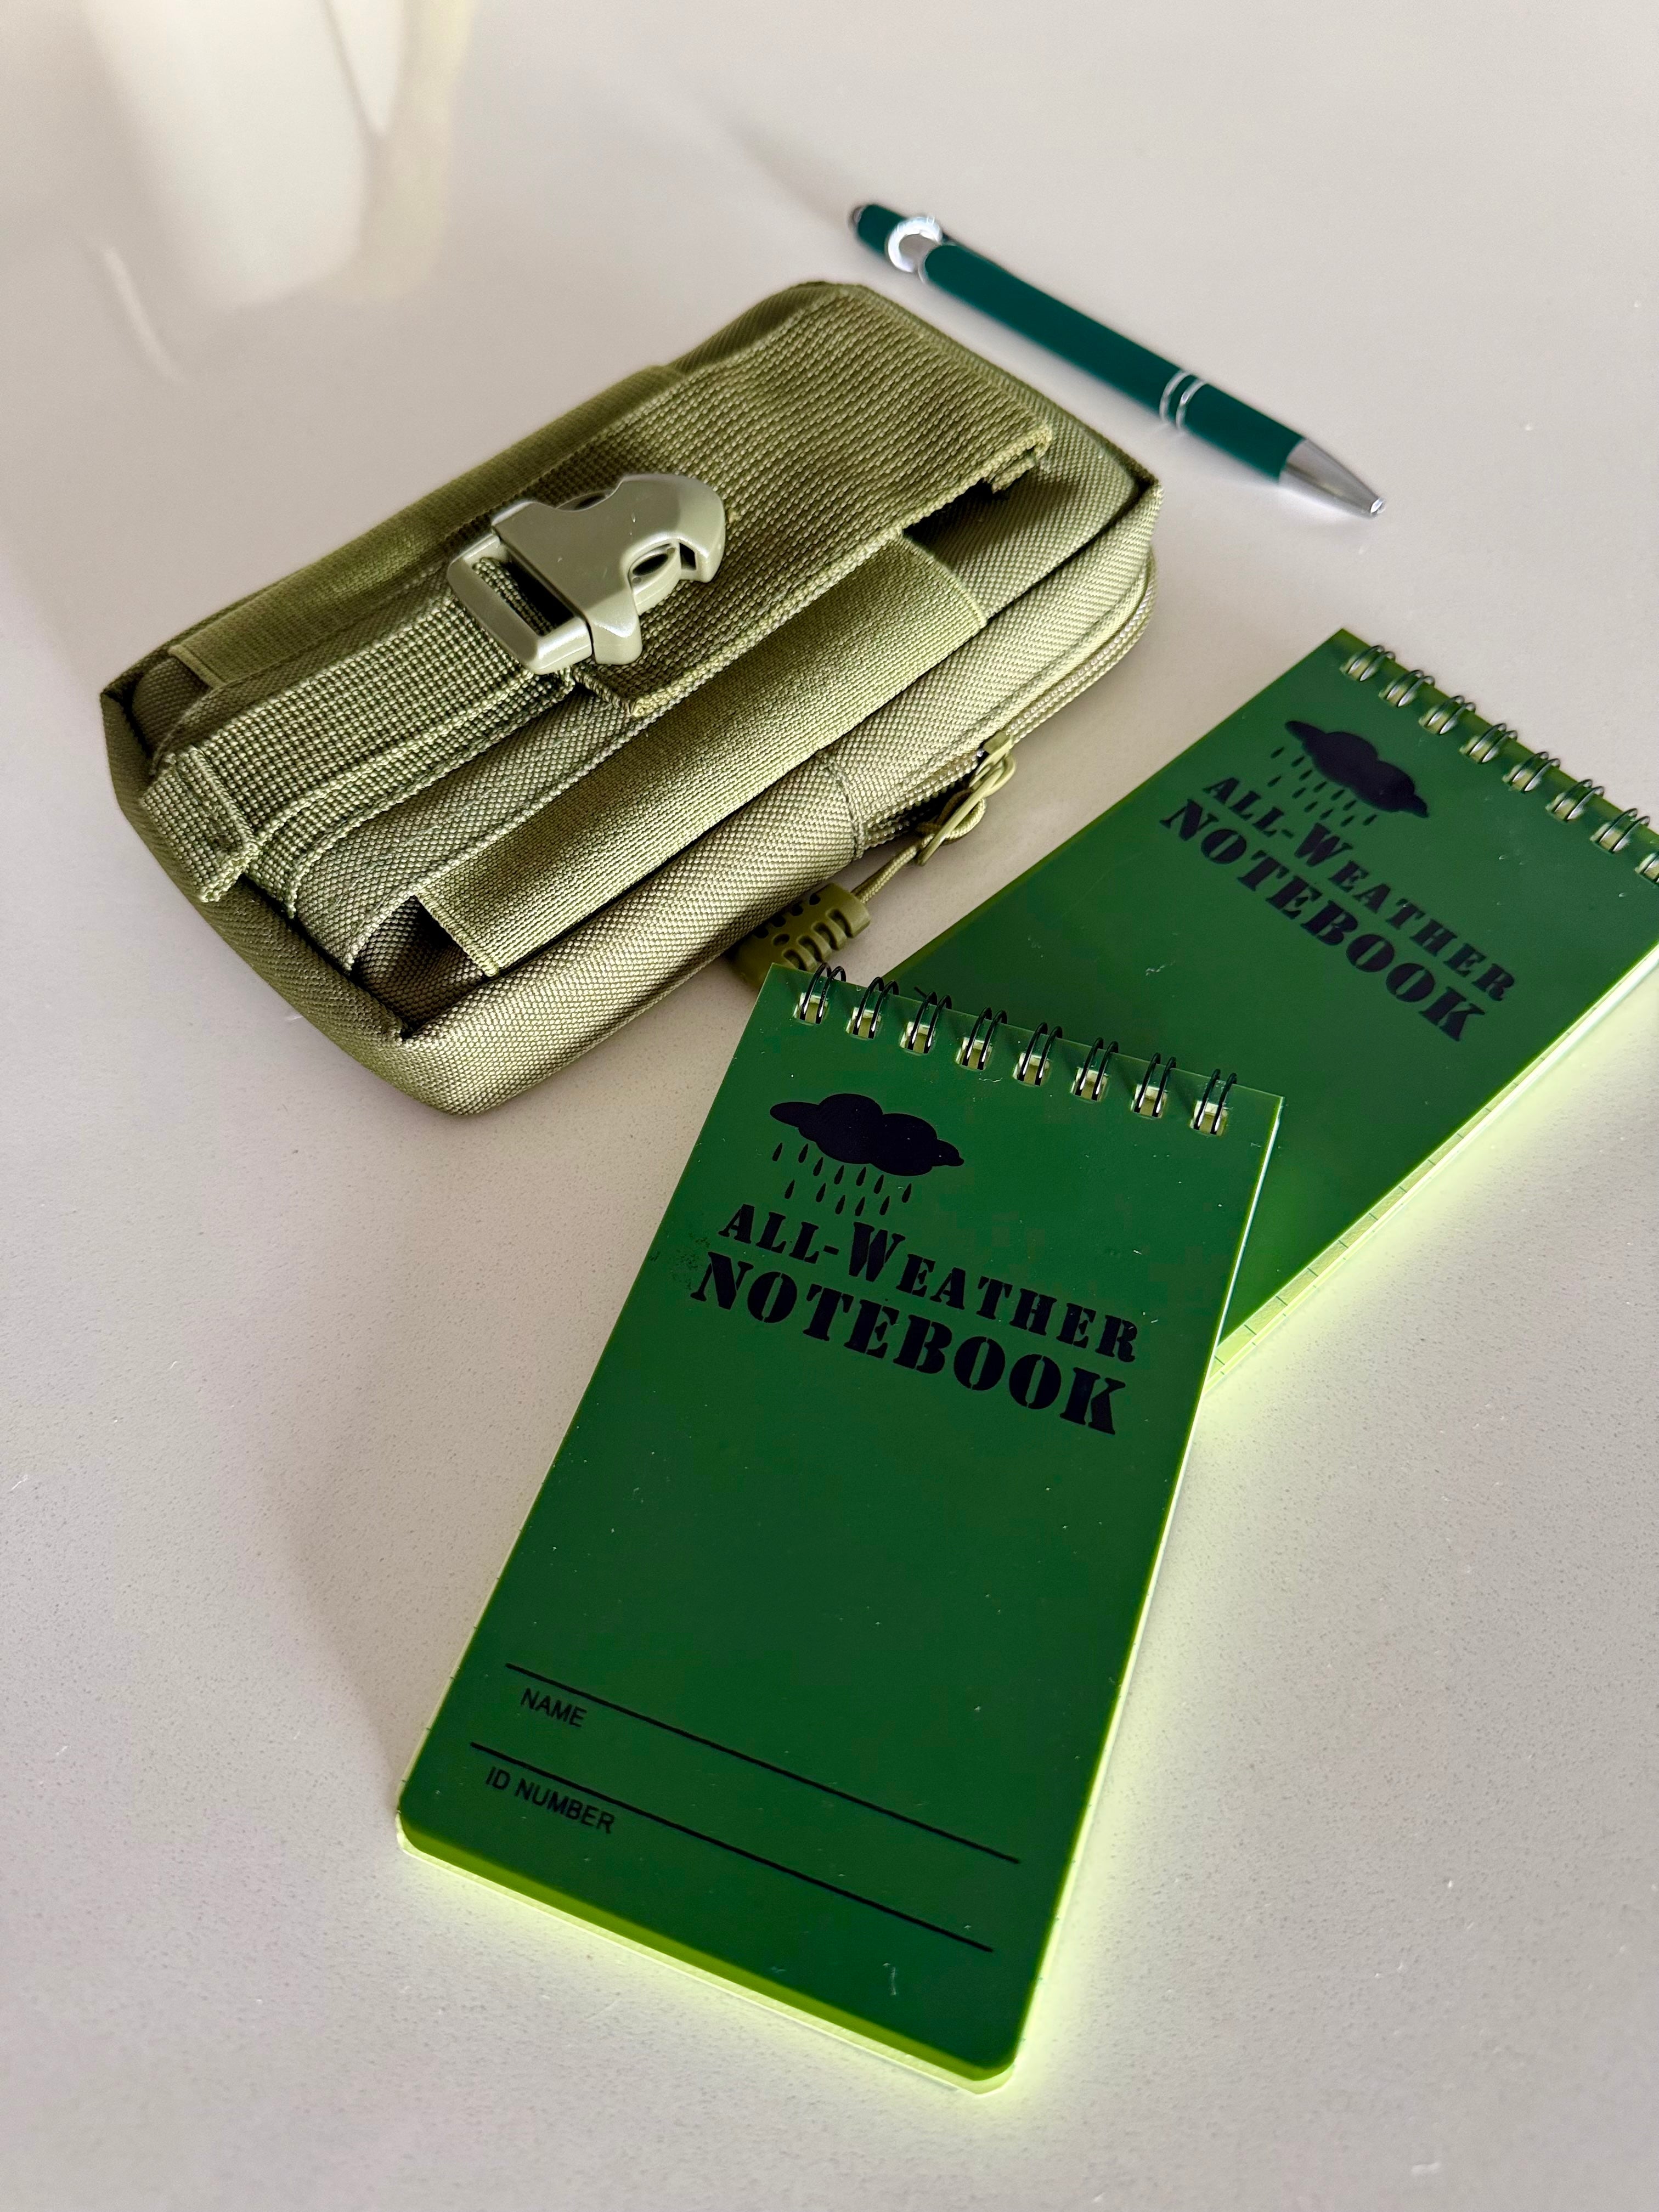 ALL-WEATHER
NOTEBOOK
ALL-WEATHER
NOTEBOOK
NAME
ID NUMBER